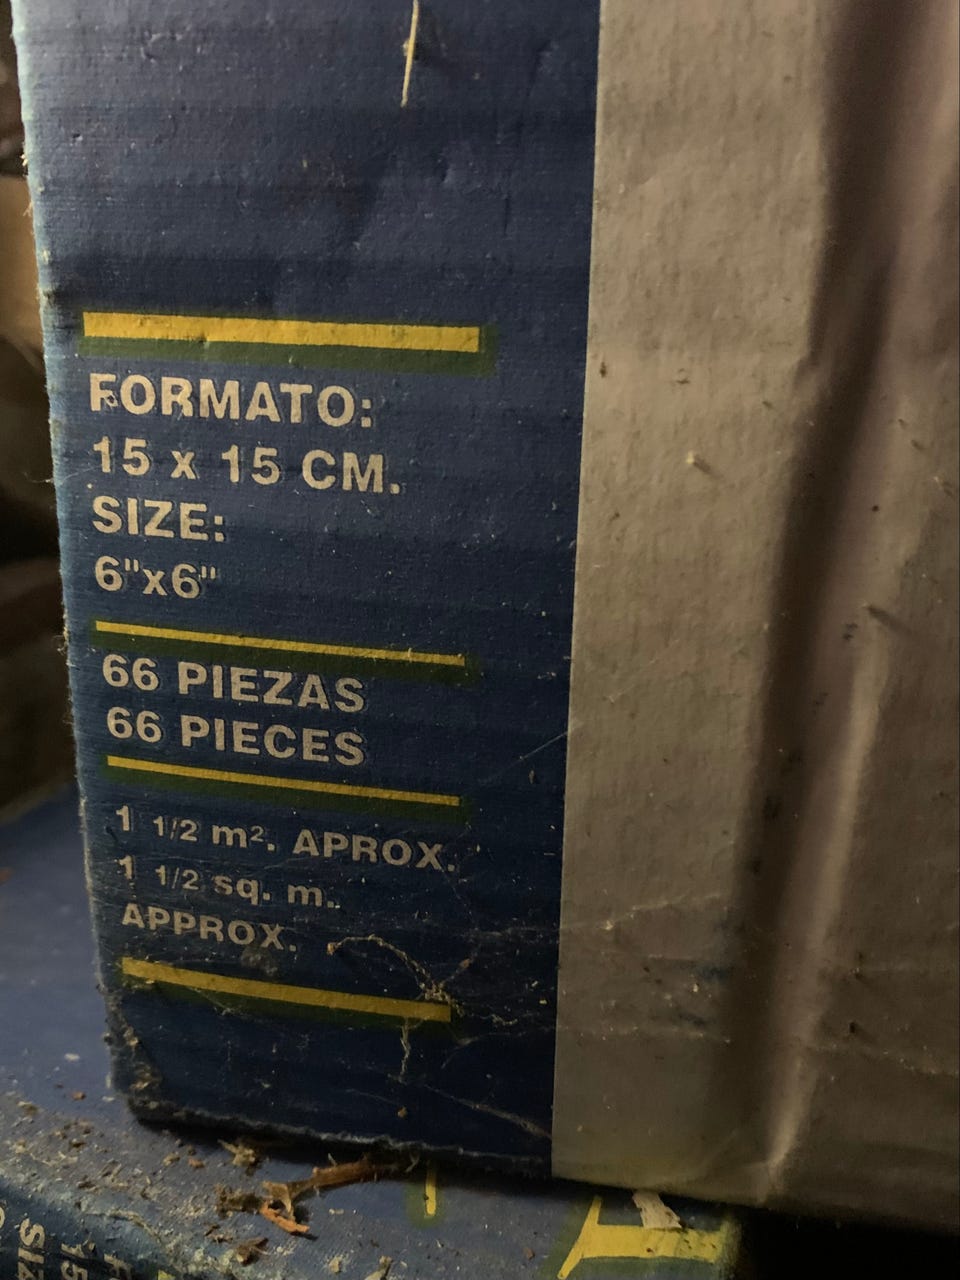 FORMATO:
15 x 15 CM.
SIZE:
6"x6"
66 PIEZAS
66 PIECES
1 1/2 m². APROX.
1 1/2 sq. m..
APPROX.